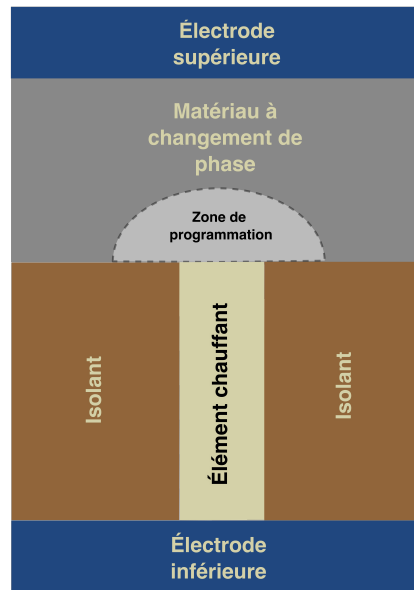 Électrode
supérieure
Matériau à
changement de
phase
Zone de
programmation
Isolant
Élément chauffant
Isolant
Électrode
inférieure